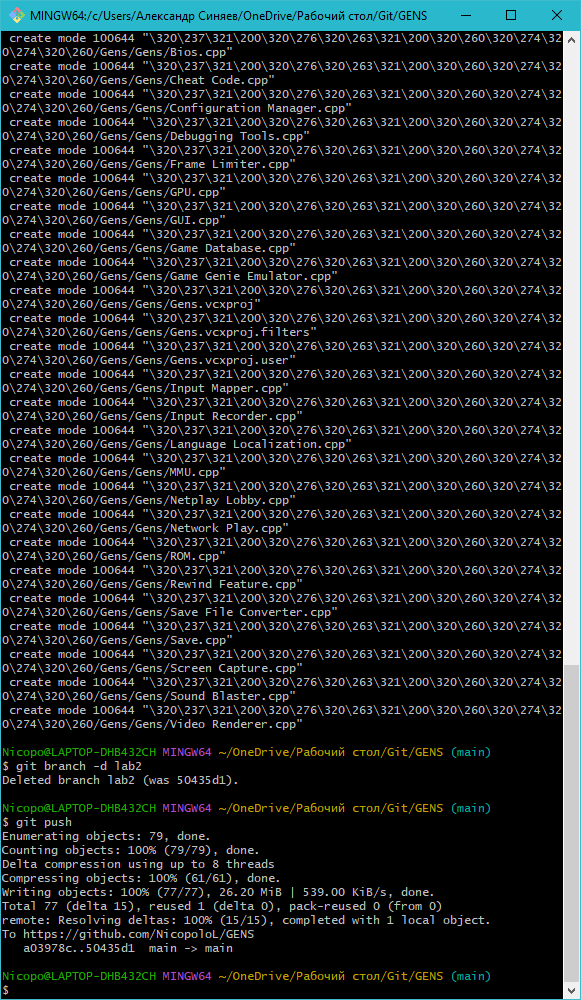 MINGW64:/c/Users/Александр Синяев/OneDrive/Рабочий стол/Git/GENS
create mode 100644 "\320\237\321\200\320\276\320\263\321\200\320\260\320\274\32
0\274\320\260/Gens/Gens/Bios.cpp"
create mode 100644 "\320\237\321\200\320\276\320\263\321\200\320\260\320\274\32
0\274\320\260/Gens/Gens/Cheat Code.cpp"
create mode 100644 "\320\237\321\200\320\276\320\263\321\200\320\260\320\274\32
0\274\320\260/Gens/Gens/Configuration Manager.cpp"
create mode 100644 "\320\237\321\200\320\276\320\263\321\200\320\260\320\274\32
0\274\320\260/Gens/Gens/Debugging Tools.cpp"
create mode 100644 "\320\237\321\200\320\276\320\263\321\200\320\260\320\274\32
0\274\320\260/Gens/Gens/Frame Limiter.cpp"
create mode 100644 "\320\237\321\200\320\276\320\263\321\200\320\260\320\274\32
0\274\320\260/Gens/Gens/GPU.cpp"
create mode 100644 "\320\237\321\200\320\276\320\263\321\200\320\260\320\274\32
0\274\320\260/Gens/Gens/GUI.cpp"
create mode 100644 "\320\237\321\200\320\276\320\263\321\200\320\260\320\274\32
0\274\320\260/Gens/Gens/Game Database.cpp"
create mode 100644 "\320\237\321\200\320\276\320\263\321\200\320\260\320\274\32
0\274\320\260/Gens/Gens/Game Genie Emulator.cpp"
create mode 100644 "\320\237\321\200\320\276\320\263\321\200\320\260\320\274\32
0\274\320\260/Gens/Gens/Gens.vcxproj"
create mode 100644 "\320\237\321\200\320\276\320\263\321\200\320\260\320\274\32
0\274\320\260/Gens/Gens/Gens.vcxproj.filters"
create mode 100644 "\320\237\321\200\320\276\320\263\321\200\320\260\320\274\32
0\274\320\260/Gens/Gens/Gens.vcxproj.user"
create mode 100644 "\320\237\321\200\320\276\320\263\321\200\320\260\320\274\32
0\274\320\260/Gens/Gens/Input Mapper.cpp"
create mode 100644 "\320\237\321\200\320\276\320\263\321\200\320\260\320\274\32
0\274\320\260/Gens/Gens/Input Recorder.cpp"
create mode 100644 "\320\237\321\200\320\276\320\263\321\200\320\260\320\274\32
0\274\320\260/Gens/Gens/Language Localization.cpp"
create mode 100644 "\320\237\321\200\320\276\320\263\321\200\320\260\320\274\32
0\274\320\260/Gens/Gens/MMU.cpp"
create mode 100644 "\320\237\321\200\320\276\320\263\321\200\320\260\320\274\32
0\274\320\260/Gens/Gens/Netplay Lobby.cpp"
create mode 100644 "\320\237\321\200\320\276\320\263\321\200\320\260\320\274\32
0\274\320\260/Gens/Gens/Network Play.cpp"
create mode 100644 "\320\237\321\200\320\276\320\263\321\200\320\260\320\274\32
0\274\320\260/Gens/Gens/ROM.cpp"
create mode 100644 "\320\237\321\200\320\276\320\263\321\200\320\260\320\274\32
0\274\320\260/Gens/Gens/Rewind Feature.cpp"
create mode 100644 "\320\237\321\200\320\276\320\263\321\200\320\260\320\274\32
0\274\320\260/Gens/Gens/Save File Converter.cpp"
create mode 100644 "\320\237\321\200\320\276\320\263\321\200\320\260\320\274\32
0\274\320\260/Gens/Gens/Save.cpp"
create mode 100644 "\320\237\321\200\320\276\320\263\321\200\320\260\320\274\32
0\274\320\260/Gens/Gens/Screen Capture.cpp"
create mode 100644 "\320\237\321\200\320\276\320\263\321\200\320\260\320\274\32
0\274\320\260/Gens/Gens/Sound Blaster.cpp"
create mode 100644 "\320\237\321\200\320\276\320\263\321\200\320\260\320\274\32
0\274\320\260/Gens/Gens/Video Renderer.cpp"
Nicopo@LAPTOP-DHB432CH MINGW64 ~/OneDrive/Рабочий стол/Git/GENS (main)
$ git branch -d lab2
Deleted branch lab2 (was 50435d1).
Nicopo@LAPTOP-DHB432CH MINGW64 ~/OneDrive/Рабочий стол/Git/GENS (main)
$ git push
Enumerating objects: 79, done.
Counting objects: 100% (79/79), done.
Delta compression using up to 8 threads
Compressing objects: 100% (61/61), done.
Writing objects: 100% (77/77), 26.20 MiB | 539.00 KiB/s, done.
Total 77 (delta 15), reused 1 (delta 0), pack-reused 0 (from 0)
remote: Resolving deltas: 100% (15/15), completed with 1 local object.
To https://github.com/NicopoloL/GENS
a03978c..50435d1  main -> main
Nicopo@LAPTOP-DHB432CH MINGW64 ~/OneDrive/Рабочий стол/Git/GENS (main)
$